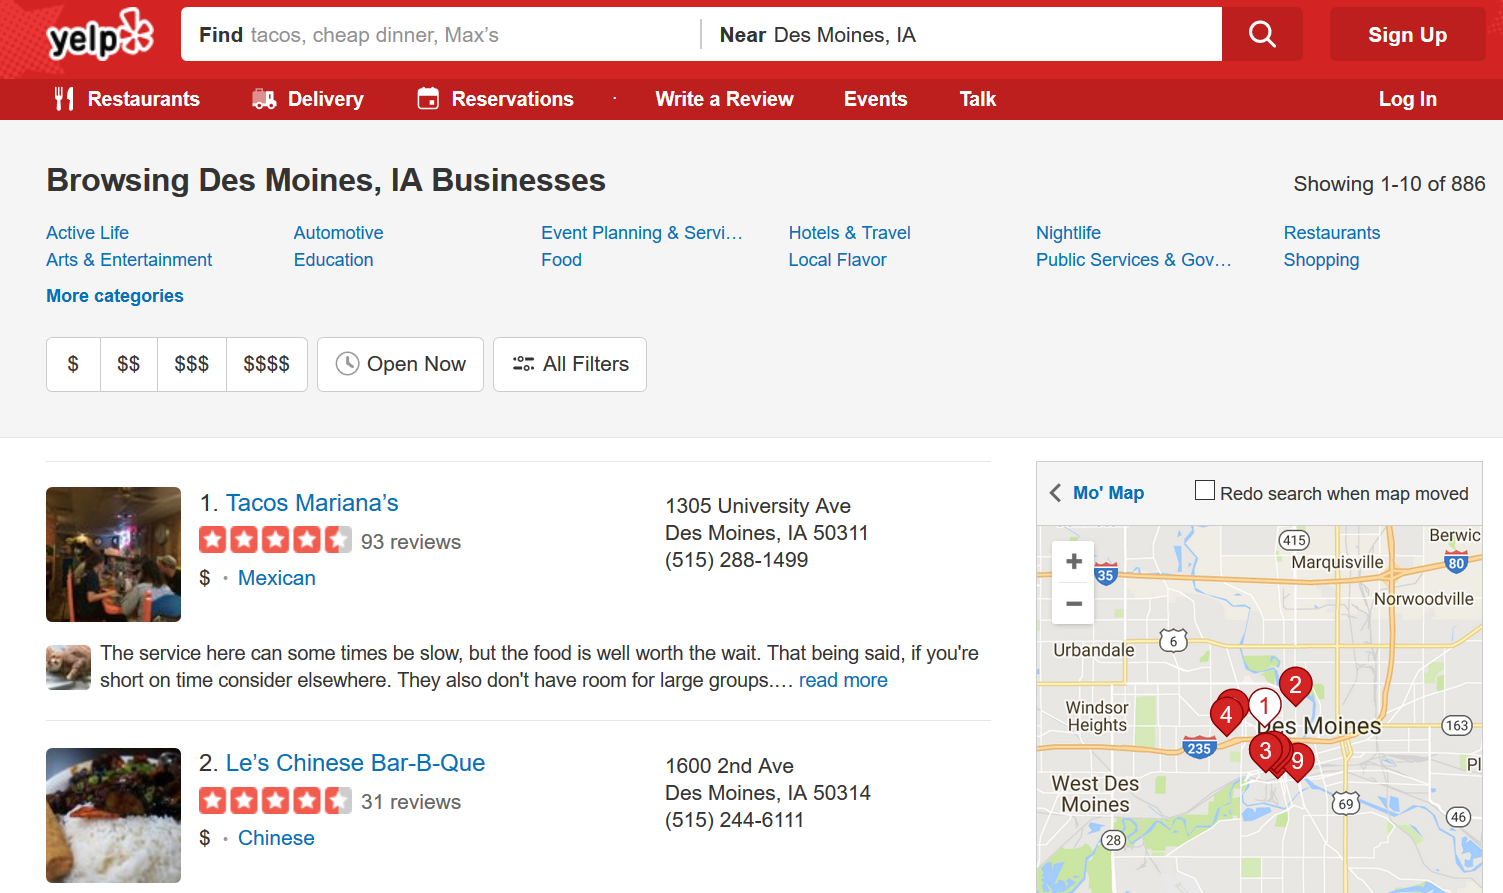 yelp
Find tacos, cheap dinner, Max's
Near Des Moines, IA
Sign Up
Restaurants
Delivery
Reservations
·
Write a Review
Events
Talk
Log In
Browsing Des Moines, IA Businesses
Showing 1-10 of 886
Active Life
Automotive
Event Planning & Servi…
Hotels & Travel
Nightlife
Restaurants
Arts & Entertainment
Education
Food
Local Flavor
Public Services & Gov…
Shopping
More categories
$
$$
$$$
$$$$
Open Now
All Filters
1. Tacos Mariana’s
93 reviews
$ · Mexican
1305 University Ave
Des Moines, IA 50311
(515) 288-1499
The service here can some times be slow, but the food is well worth the wait. That being said, if you're
short on time consider elsewhere. They also don't have room for large groups.… read more
2. Le’s Chinese Bar-B-Que
31 reviews
$ · Chinese
1600 2nd Ave
Des Moines, IA 50314
(515) 244-6111
Mo' Map
Redo search when map moved
+
−
415
Berwic
35
Marquisville
80
Norwoodville
6
Urbandale
2
Windsor
Heights
4
1
Des Moines
163
235
3
9
Pl
West Des
Moines
69
46
28